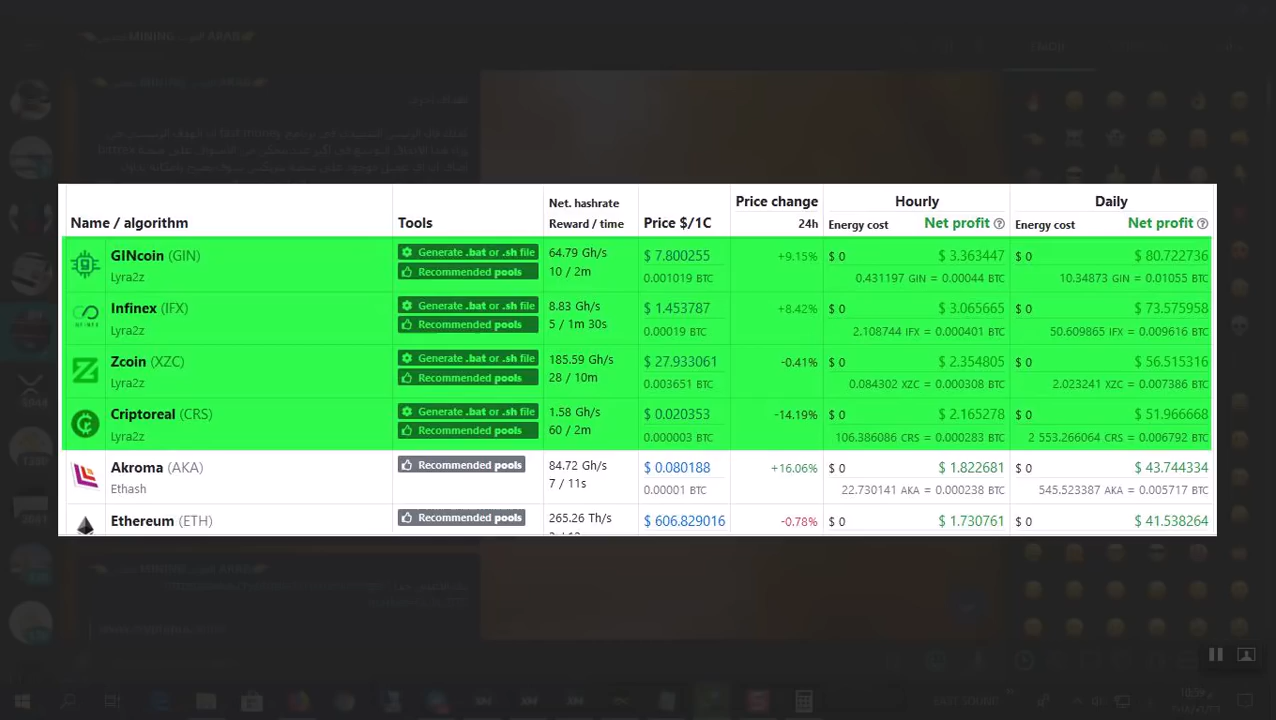 MINING ARAB
Net. hashrate Price change Hourly Daily
Name / algorithm Tools Reward / time Price $/1C 24h Energy cost Net profit Energy cost Net profit
GINcoin (GIN) Generate .bat or .sh file 64.79 Gh/s $ 7.800255 +9.15% $ 0 $ 3.363447 $ 0 $ 80.722736
Lyra2z Recommended pools 10 / 2m 0.001019 BTC 0.431197 GIN = 0.00044 BTC 10.34873 GIN = 0.01055 BTC
Infinex (IFX) Generate .bat or .sh file 8.83 Gh/s $ 1.453787 +8.42% $ 0 $ 3.065665 $ 0 $ 73.575958
Lyra2z Recommended pools 5 / 1m 30s 0.00019 BTC 2.108744 IFX = 0.000401 BTC 50.609865 IFX = 0.009616 BTC
Zcoin (XZC) Generate .bat or .sh file 185.59 Gh/s $ 27.933061 -0.41% $ 0 $ 2.354805 $ 0 $ 56.515316
Lyra2z Recommended pools 28 / 10m 0.003651 BTC 0.084302 XZC = 0.000308 BTC 2.023241 XZC = 0.007386 BTC
Criptoreal (CRS) Generate .bat or .sh file 1.58 Gh/s $ 0.020353 -14.19% $ 0 $ 2.165278 $ 0 $ 51.966668
Lyra2z Recommended pools 60 / 2m 0.000003 BTC 106.386086 CRS = 0.000283 BTC 2 553.266064 CRS = 0.006792 BTC
Akroma (AKA) Recommended pools 84.72 Gh/s $ 0.080188 +16.06% $ 0 $ 1.822681 $ 0 $ 43.744334
Ethash 7 / 11s 0.00001 BTC 22.730141 AKA = 0.000238 BTC 545.523387 AKA = 0.005717 BTC
Ethereum (ETH) Recommended pools 265.26 Th/s $ 606.829016 -0.78% $ 0 $ 1.730761 $ 0 $ 41.538264